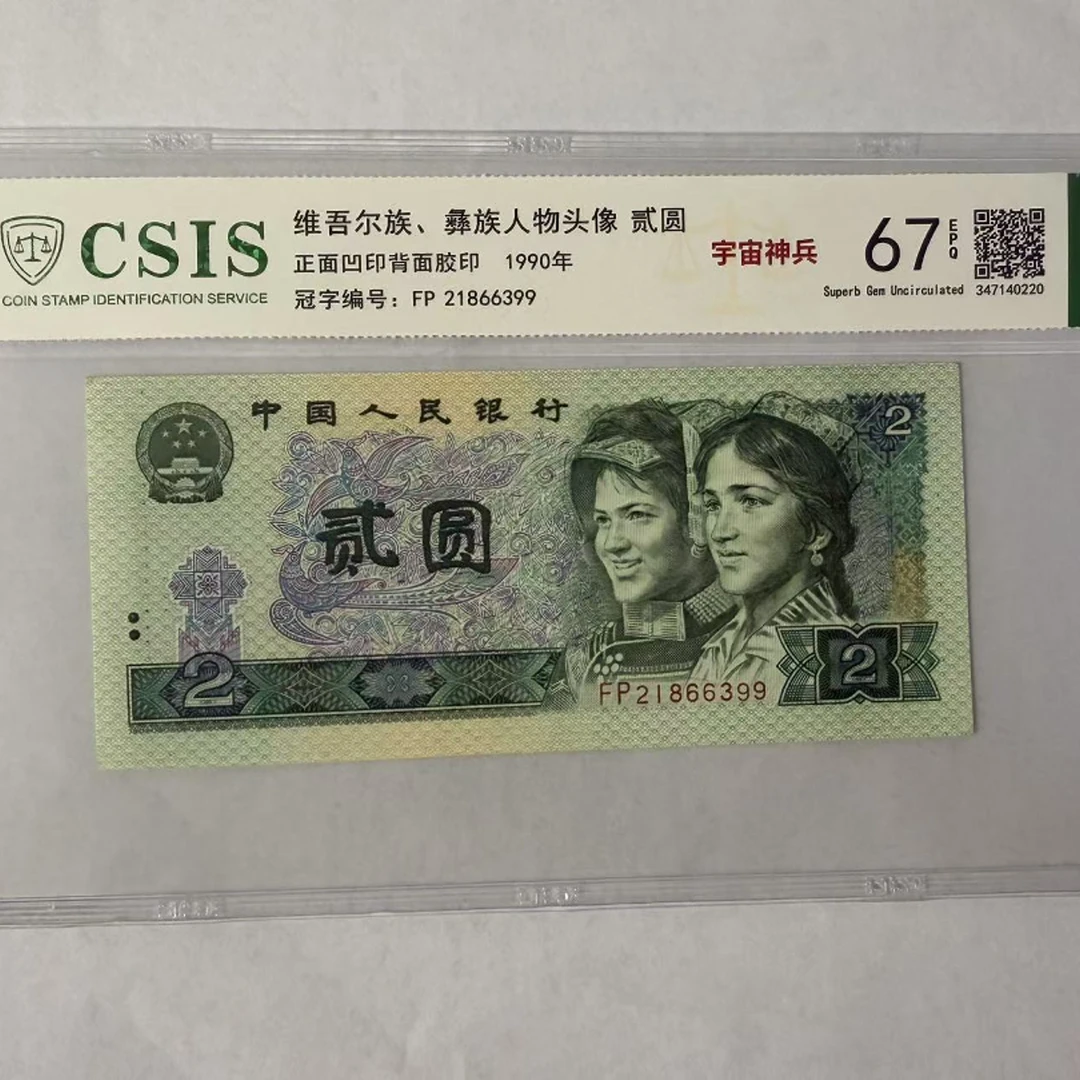 CSIS
COIN STAMP IDENTIFICATION SERVICE
维吾尔族、彝族人物头像 贰圆
正面凹印背面胶印 1990年
冠字编号：FP 21866399
宇宙神兵
67
EPQ
Superb Gem Uncirculated 347140220
中国人民银行
2
贰圆
2
FP21866399
2